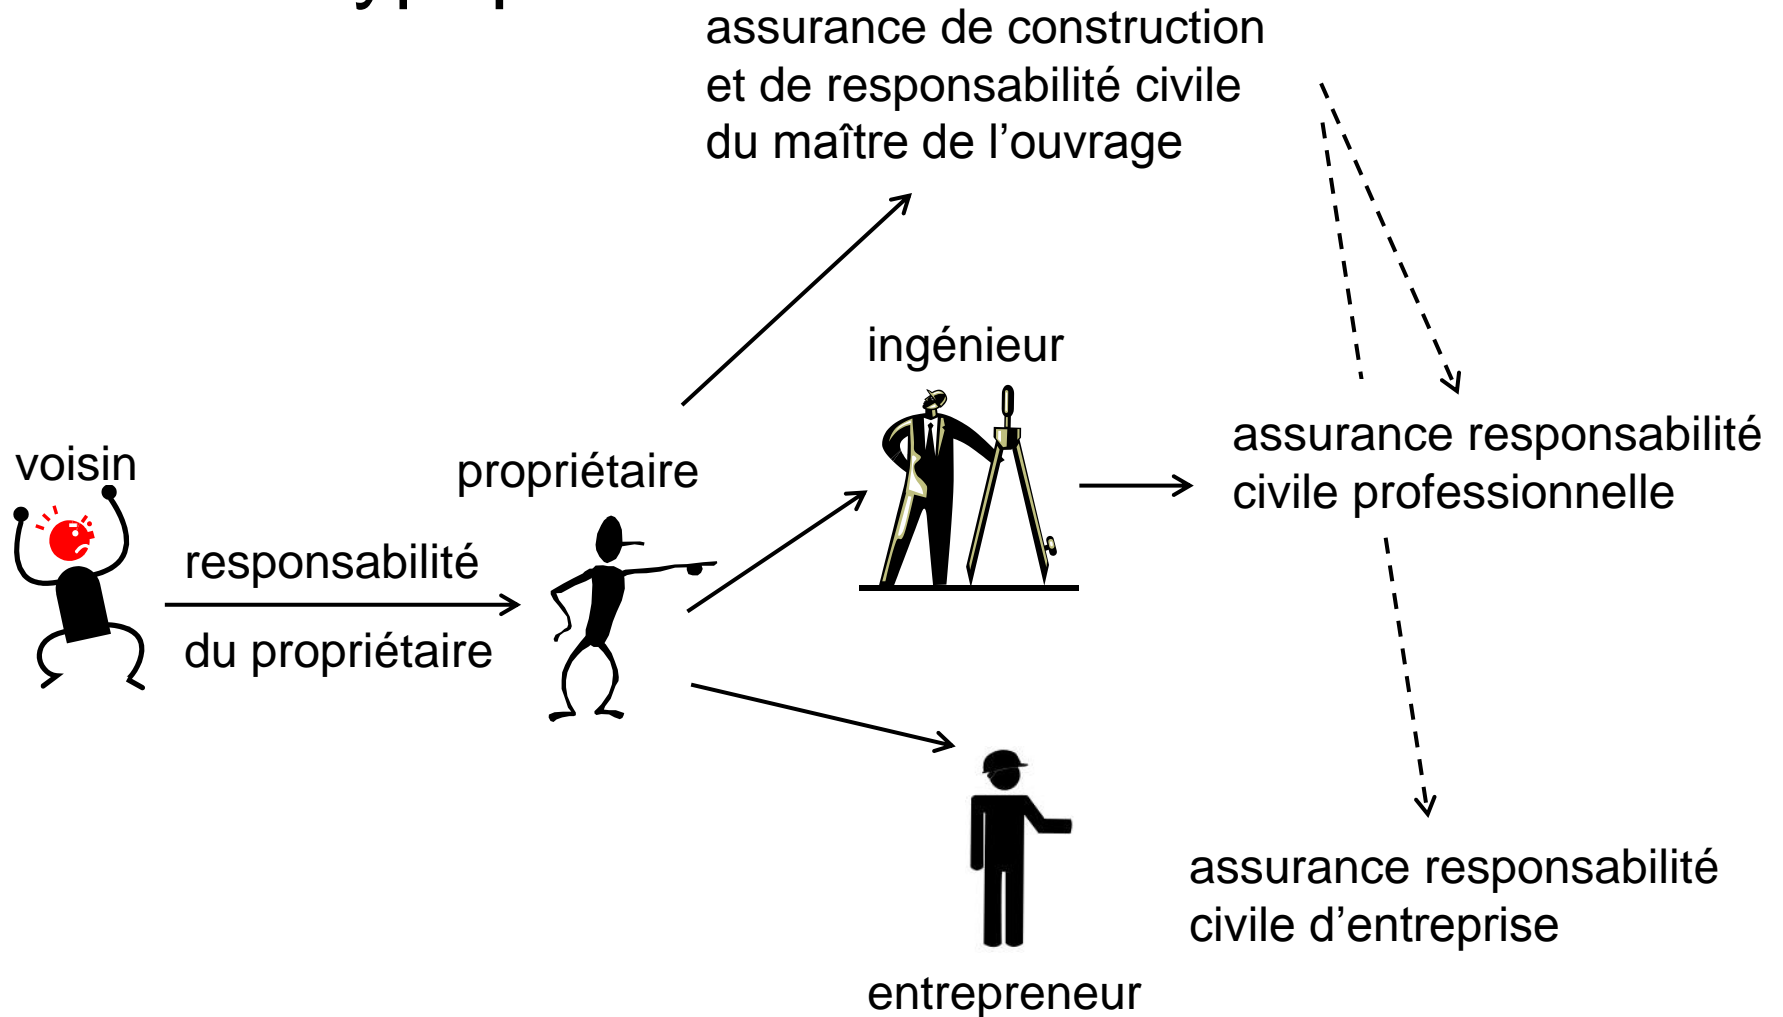 assurance de construction
et de responsabilité civile
du maître de l’ouvrage
ingénieur
voisin
propriétaire
assurance responsabilité
civile professionnelle
responsabilité
du propriétaire
assurance responsabilité
civile d’entreprise
entrepreneur